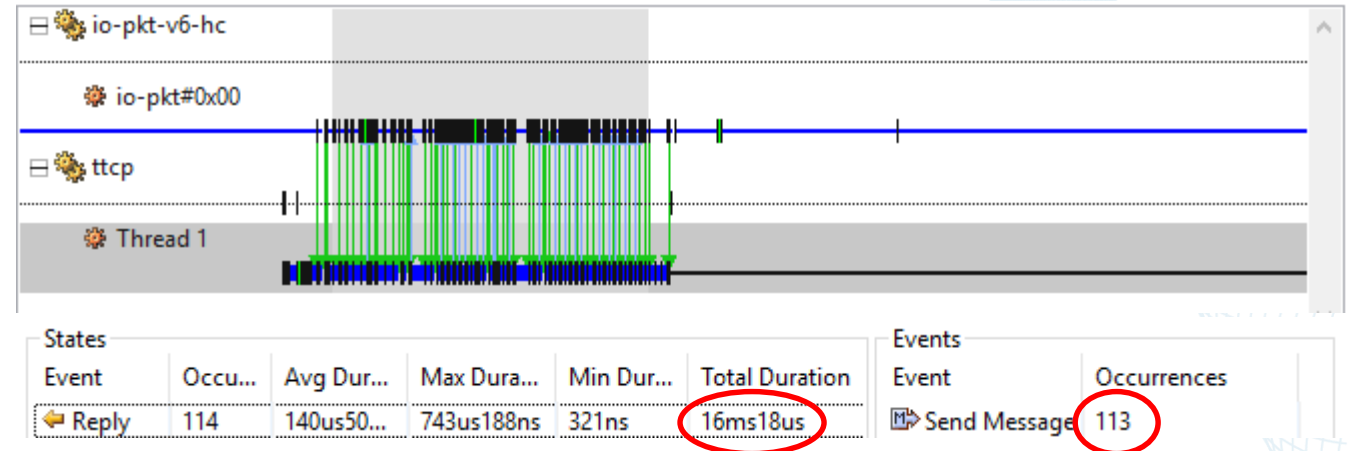 io-pkt-v6-hc
io-pkt#0x00
ttcp
Thread 1
States
Event Occu... Avg Dur... Max Dura... Min Dur... Total Duration
Reply 114 140us50... 743us188ns 321ns 16ms18us
Events
Event Occurrences
Send Message 113